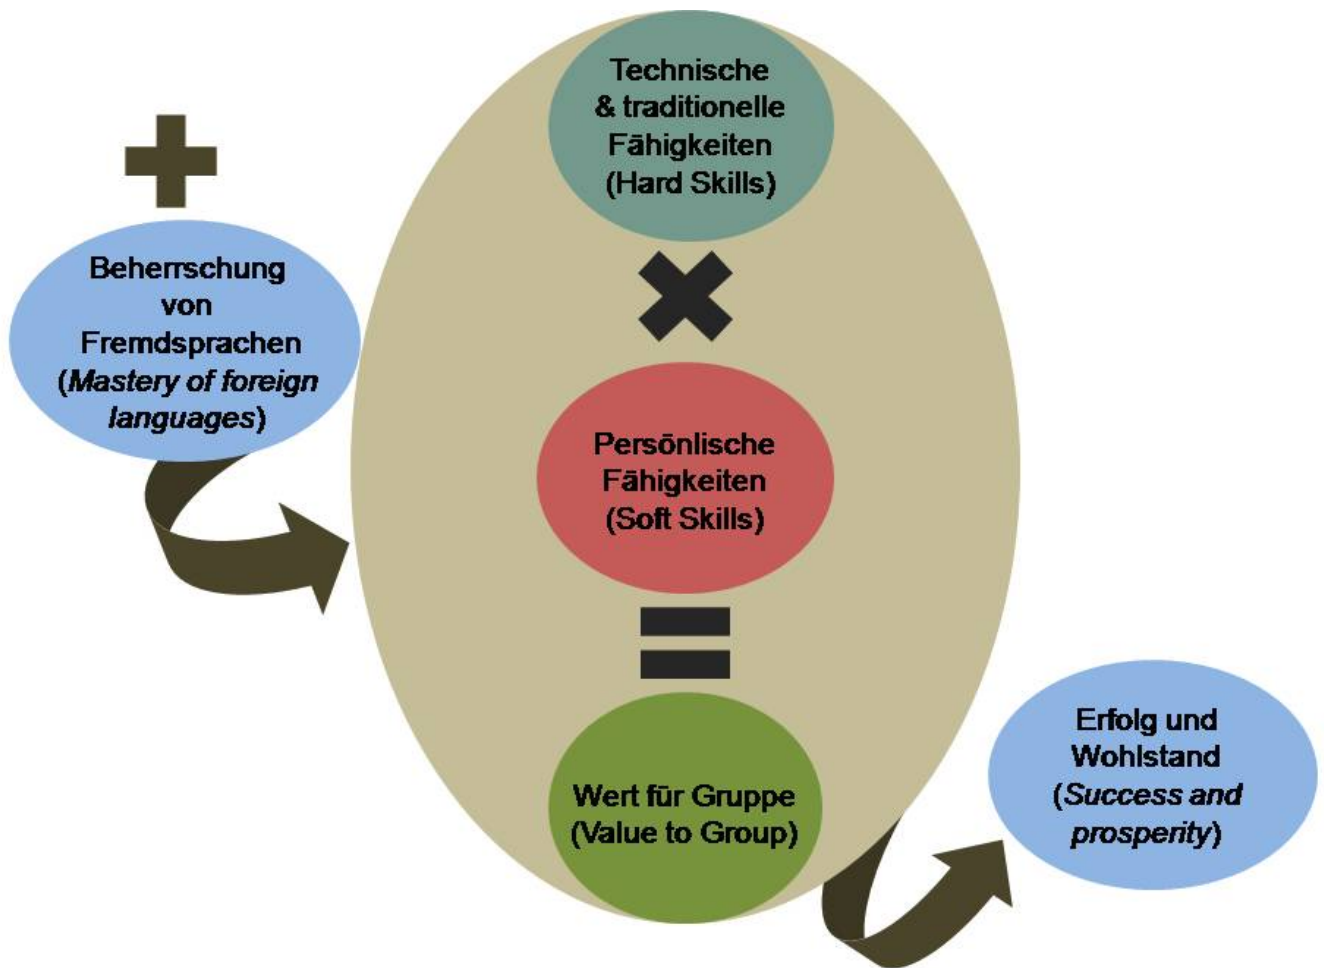 Technische
& traditionelle
Fähigkeiten
(Hard Skills)
Beherrschung
von
Fremdsprachen
(Mastery of foreign
languages)
Persönlische
Fähigkeiten
(Soft Skills)
Wert für Gruppe
(Value to Group)
Erfolg und
Wohlstand
(Success and
prosperity)